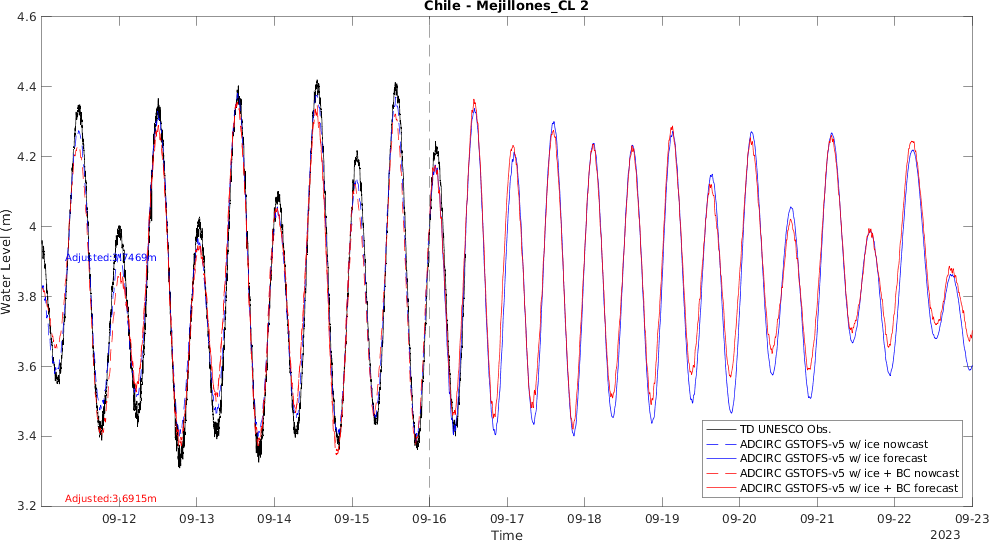 Chile - Mejillones_CL 2
4.6
4.4
4.2
4
3.8
3.6
3.4
3.2
Water Level (m)
Adjusted:3.7469m
Adjusted:3.6915m
TD UNESCO Obs.
ADCIRC GSTOFS-v5 w/ ice nowcast
ADCIRC GSTOFS-v5 w/ ice forecast
ADCIRC GSTOFS-v5 w/ ice + BC nowcast
ADCIRC GSTOFS-v5 w/ ice + BC forecast
09-12 09-13 09-14 09-15 09-16 09-17 09-18 09-19 09-20 09-21 09-22 09-23
Time
2023